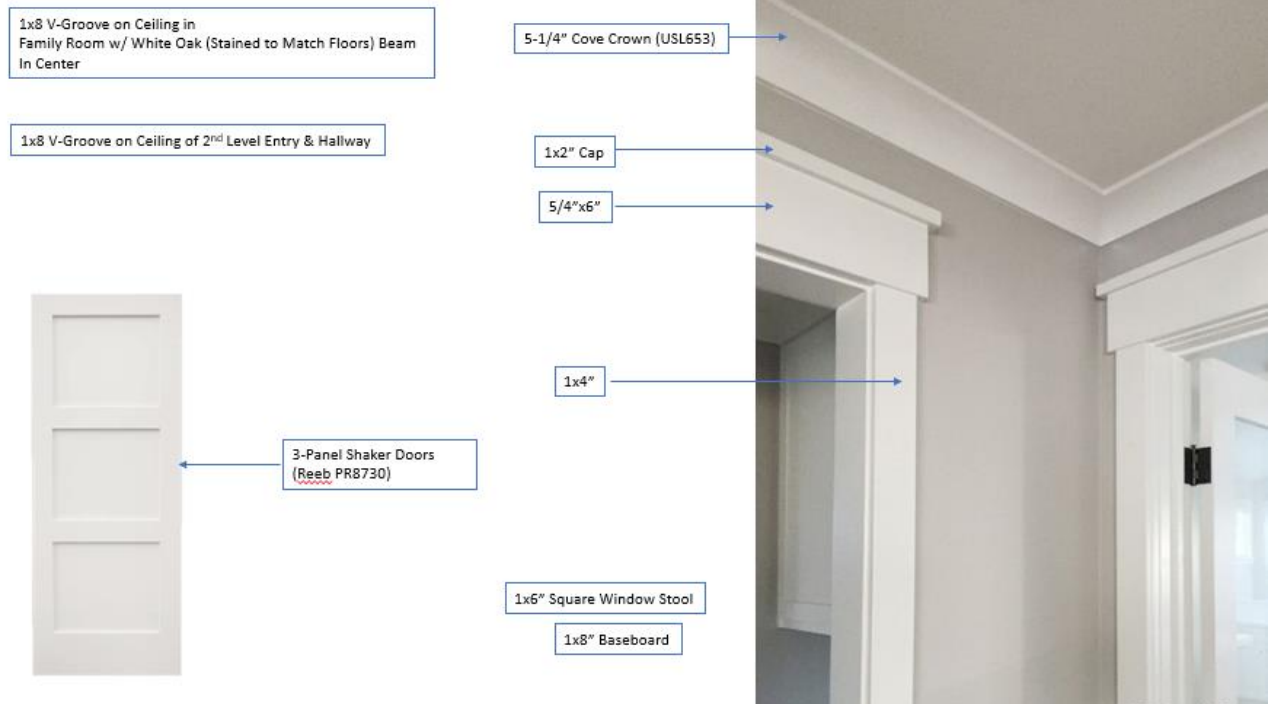 1x8 V-Groove on Ceiling in
Family Room w/ White Oak (Stained to Match Floors) Beam
In Center
1x8 V-Groove on Ceiling of 2nd Level Entry & Hallway
5-1/4” Cove Crown (USL653)
1x2” Cap
5/4”x6”
1x4”
3-Panel Shaker Doors
(Reeb PR8730)
1x6” Square Window Stool
1x8” Baseboard